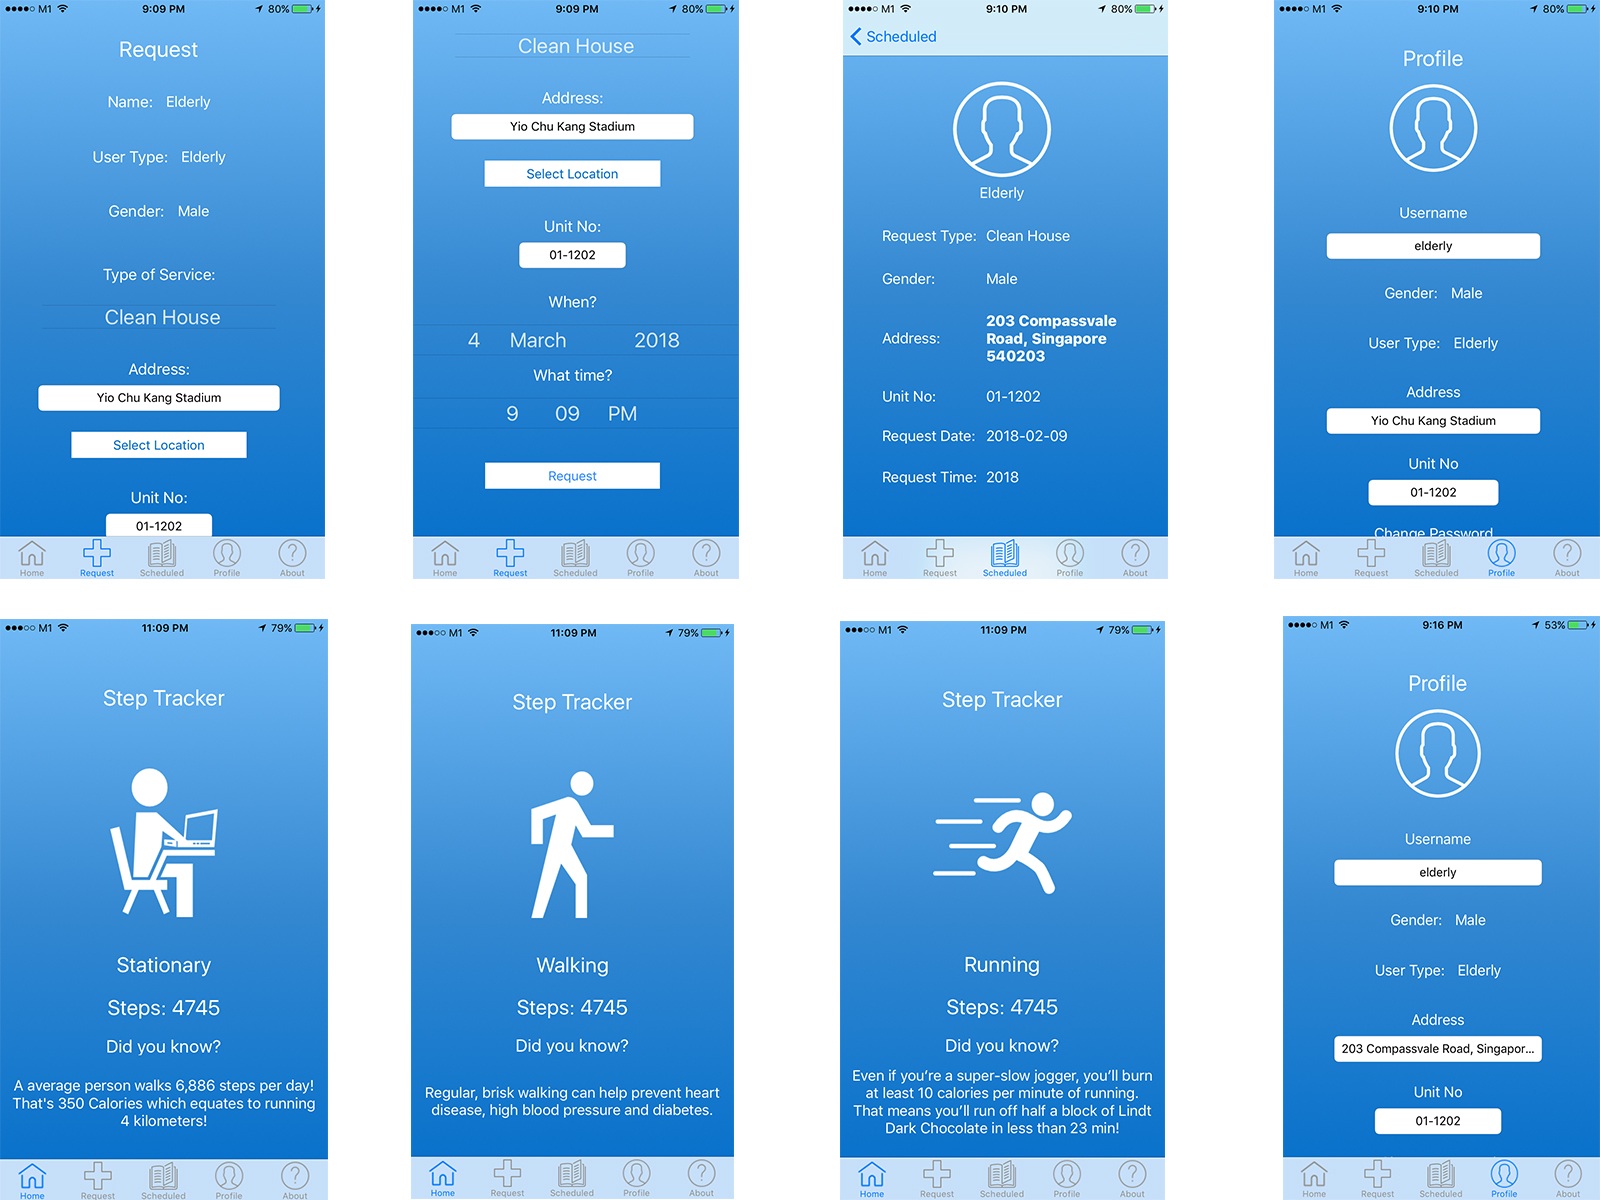 M1 9:09 PM 80%
Request
Name: Elderly
User Type: Elderly
Gender: Male
Type of Service:
Clean House
Address:
Yio Chu Kang Stadium
Select Location
Unit No:
01-1202
Home Request Scheduled Profile About
M1 9:09 PM 80%
Clean House
Address:
Yio Chu Kang Stadium
Select Location
Unit No:
01-1202
When?
4 March 2018
What time?
9 09 PM
Request
Home Request Scheduled Profile About
M1 9:10 PM 80%
Scheduled
Elderly
Request Type: Clean House
Gender: Male
Address: 203 Compassvale
Road, Singapore
540203
Unit No: 01-1202
Request Date: 2018-02-09
Request Time: 2018
Home Request Scheduled Profile About
M1 9:10 PM 80%
Profile
Username
elderly
Gender: Male
User Type: Elderly
Address
Yio Chu Kang Stadium
Unit No
01-1202
Change Password
Home Request Scheduled Profile About
M1 11:09 PM 79%
Step Tracker
Stationary
Steps: 4745
Did you know?
A average person walks 6,886 steps per day!
That's 350 Calories which equates to running
4 kilometers!
Home Request Scheduled Profile About
M1 11:09 PM 79%
Step Tracker
Walking
Steps: 4745
Did you know?
Regular, brisk walking can help prevent heart
disease, high blood pressure and diabetes.
Home Request Scheduled Profile About
M1 11:09 PM 79%
Step Tracker
Running
Steps: 4745
Did you know?
Even if you're a super-slow jogger, you'll burn
at least 10 calories per minute of running.
That means you'll run off half a block of Lindt
Dark Chocolate in less than 23 min!
Home Request Scheduled Profile About
M1 9:16 PM 53%
Profile
Username
elderly
Gender: Male
User Type: Elderly
Address
203 Compassvale Road, Singapor...
Unit No
01-1202
Home Request Scheduled Profile About